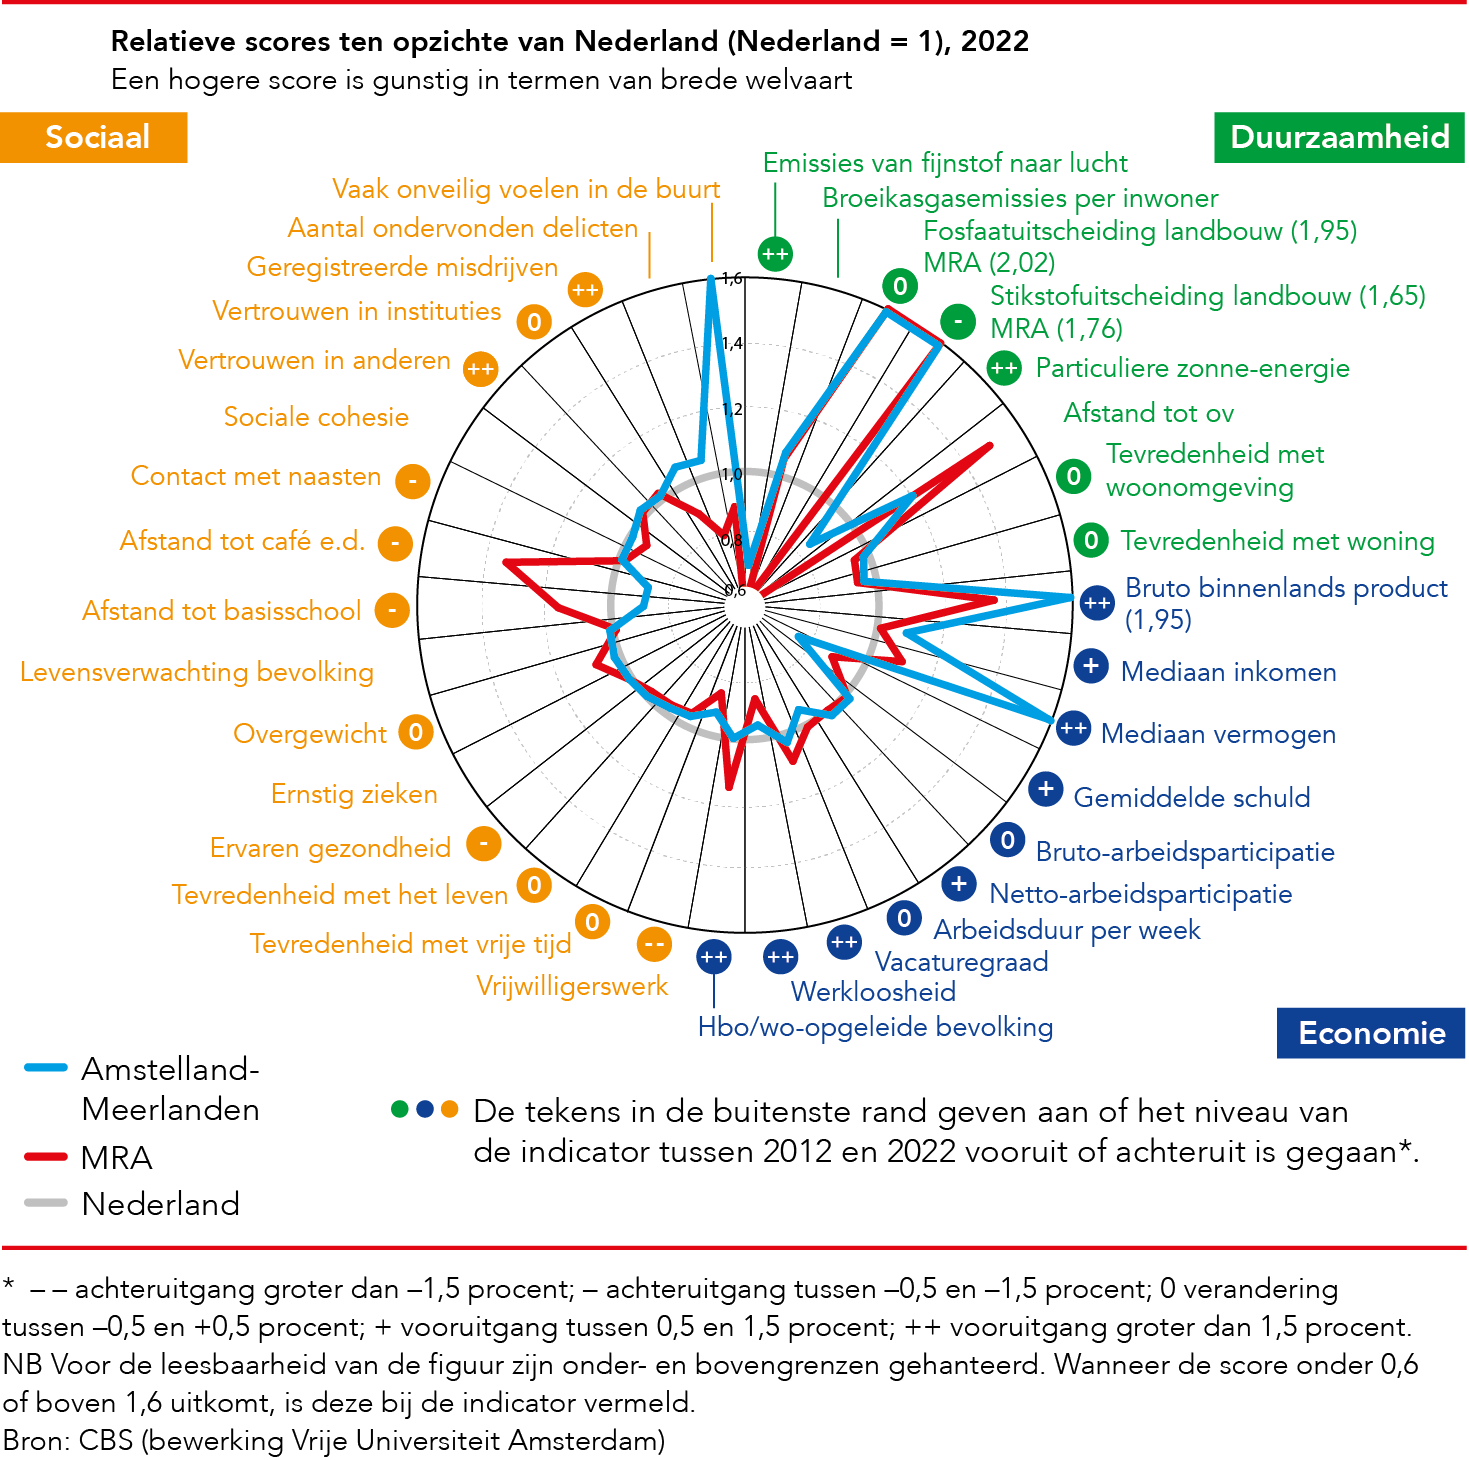 Relatieve scores ten opzichte van Nederland (Nederland = 1), 2022
Een hogere score is gunstig in termen van brede welvaart
Sociaal
Duurzaamheid
Vaak onveilig voelen in de buurt
Aantal ondervonden delicten
Geregistreerde misdrijven
++
Vertrouwen in instituties
0
Vertrouwen in anderen
++
Sociale cohesie
Contact met naasten
-
Afstand tot café e.d.
-
Afstand tot basisschool
-
Levensverwachting bevolking
Overgewicht
0
Ernstig zieken
Ervaren gezondheid
-
Tevredenheid met het leven
0
Tevredenheid met vrije tijd
0
Vrijwilligerswerk
--
Emissies van fijnstof naar lucht
++
Broeikasgasemissies per inwoner
Fosfaatuitscheiding landbouw (1,95)
MRA (2,02)
0
Stikstofuitscheiding landbouw (1,65)
MRA (1,76)
-
++
Particuliere zonne-energie
Afstand tot ov
Tevredenheid met
woonomgeving
0
0
Tevredenheid met woning
++
Bruto binnenlands product
(1,95)
+
Mediaan inkomen
++
Mediaan vermogen
+
Gemiddelde schuld
0
Bruto-arbeidsparticipatie
+
Netto-arbeidsparticipatie
0
Arbeidsduur per week
++
Vacaturegraad
++
Werkloosheid
++
Hbo/wo-opgeleide bevolking
1,6
1,4
1,2
1,0
0,8
0,6
Economie
Amstelland-
Meerlanden
MRA
Nederland
De tekens in de buitenste rand geven aan of het niveau van
de indicator tussen 2012 en 2022 vooruit of achteruit is gegaan*.
* – – achteruitgang groter dan –1,5 procent; – achteruitgang tussen –0,5 en –1,5 procent; 0 verandering
tussen –0,5 en +0,5 procent; + vooruitgang tussen 0,5 en 1,5 procent; ++ vooruitgang groter dan 1,5 procent.
NB Voor de leesbaarheid van de figuur zijn onder- en bovengrenzen gehanteerd. Wanneer de score onder 0,6
of boven 1,6 uitkomt, is deze bij de indicator vermeld.
Bron: CBS (bewerking Vrije Universiteit Amsterdam)